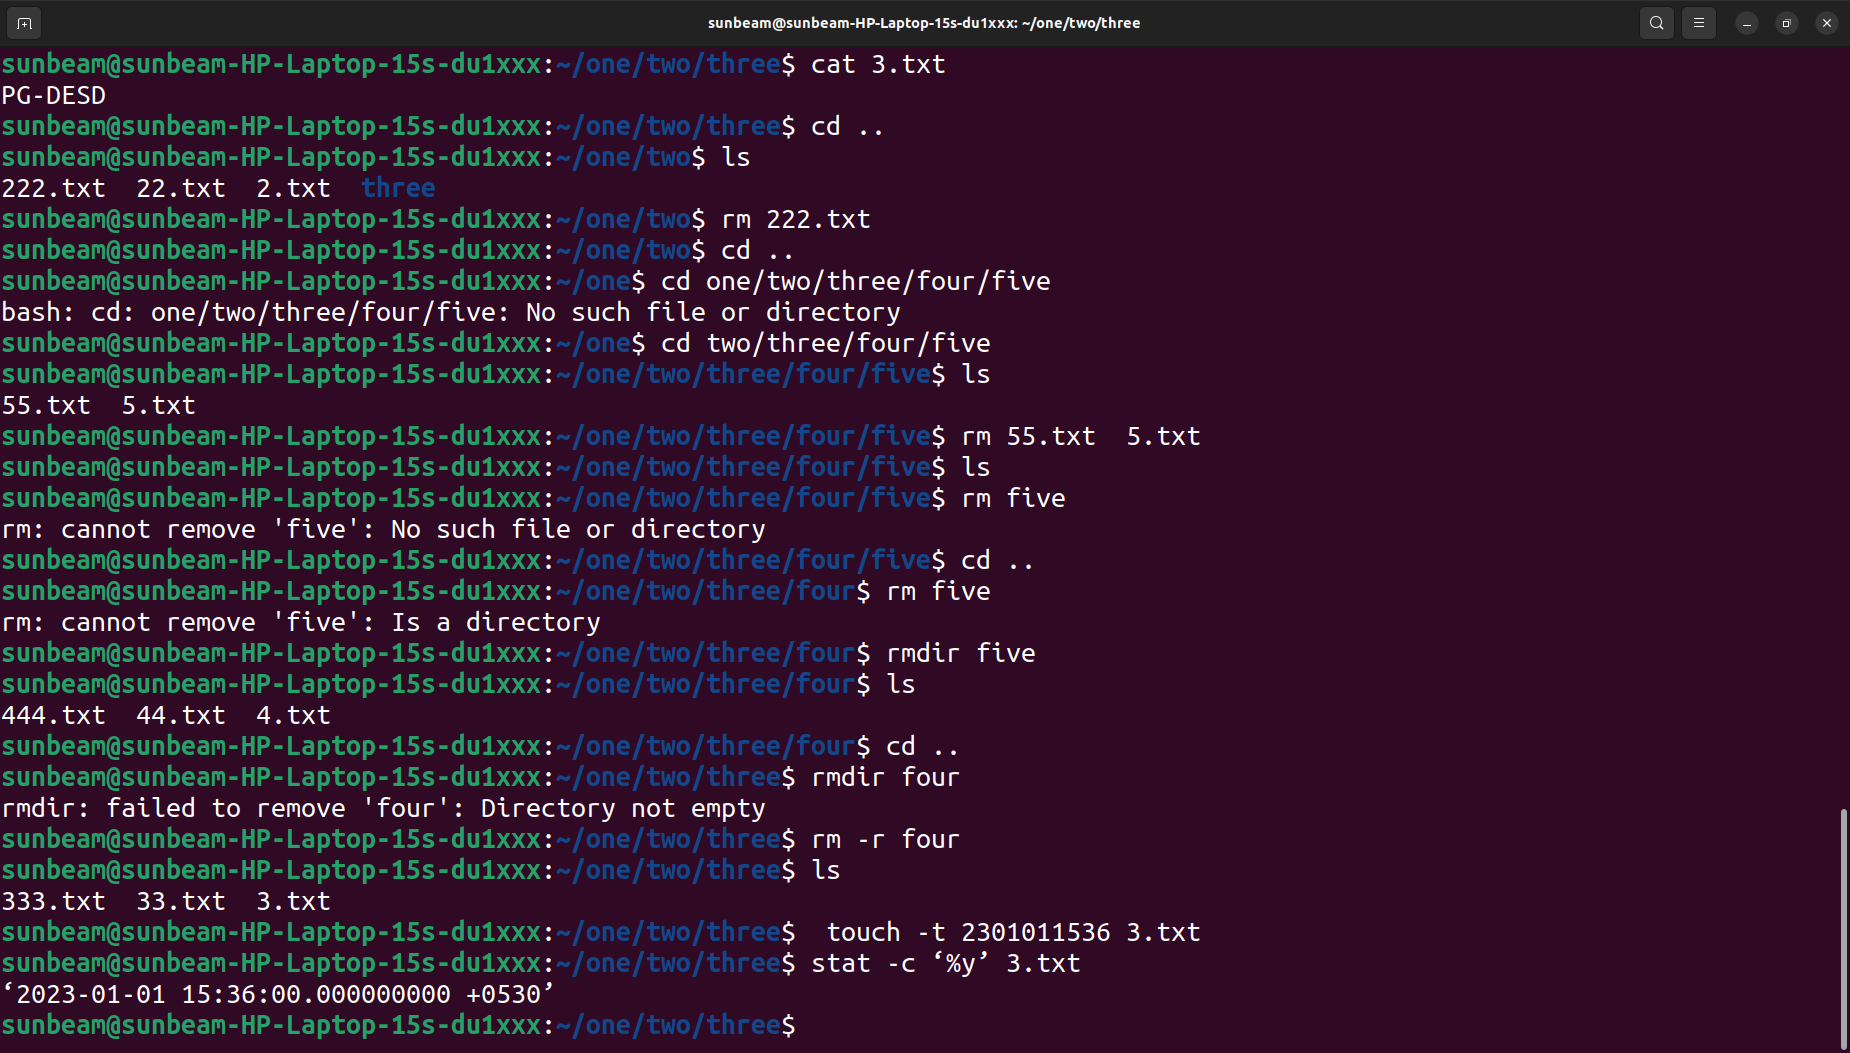 sunbeam@sunbeam-HP-Laptop-15s-du1xxx: ~/one/two/three
sunbeam@sunbeam-HP-Laptop-15s-du1xxx:~/one/two/three$ cat 3.txt
PG-DESD
sunbeam@sunbeam-HP-Laptop-15s-du1xxx:~/one/two/three$ cd ..
sunbeam@sunbeam-HP-Laptop-15s-du1xxx:~/one/two$ ls
222.txt  22.txt  2.txt  three
sunbeam@sunbeam-HP-Laptop-15s-du1xxx:~/one/two$ rm 222.txt
sunbeam@sunbeam-HP-Laptop-15s-du1xxx:~/one/two$ cd ..
sunbeam@sunbeam-HP-Laptop-15s-du1xxx:~/one$ cd one/two/three/four/five
bash: cd: one/two/three/four/five: No such file or directory
sunbeam@sunbeam-HP-Laptop-15s-du1xxx:~/one$ cd two/three/four/five
sunbeam@sunbeam-HP-Laptop-15s-du1xxx:~/one/two/three/four/five$ ls
55.txt  5.txt
sunbeam@sunbeam-HP-Laptop-15s-du1xxx:~/one/two/three/four/five$ rm 55.txt  5.txt
sunbeam@sunbeam-HP-Laptop-15s-du1xxx:~/one/two/three/four/five$ ls
sunbeam@sunbeam-HP-Laptop-15s-du1xxx:~/one/two/three/four/five$ rm five
rm: cannot remove 'five': No such file or directory
sunbeam@sunbeam-HP-Laptop-15s-du1xxx:~/one/two/three/four/five$ cd ..
sunbeam@sunbeam-HP-Laptop-15s-du1xxx:~/one/two/three/four$ rm five
rm: cannot remove 'five': Is a directory
sunbeam@sunbeam-HP-Laptop-15s-du1xxx:~/one/two/three/four$ rmdir five
sunbeam@sunbeam-HP-Laptop-15s-du1xxx:~/one/two/three/four$ ls
444.txt  44.txt  4.txt
sunbeam@sunbeam-HP-Laptop-15s-du1xxx:~/one/two/three/four$ cd ..
sunbeam@sunbeam-HP-Laptop-15s-du1xxx:~/one/two/three$ rmdir four
rmdir: failed to remove 'four': Directory not empty
sunbeam@sunbeam-HP-Laptop-15s-du1xxx:~/one/two/three$ rm -r four
sunbeam@sunbeam-HP-Laptop-15s-du1xxx:~/one/two/three$ ls
333.txt  33.txt  3.txt
sunbeam@sunbeam-HP-Laptop-15s-du1xxx:~/one/two/three$  touch -t 2301011536 3.txt
sunbeam@sunbeam-HP-Laptop-15s-du1xxx:~/one/two/three$ stat -c ‘%y’ 3.txt
‘2023-01-01 15:36:00.000000000 +0530’
sunbeam@sunbeam-HP-Laptop-15s-du1xxx:~/one/two/three$